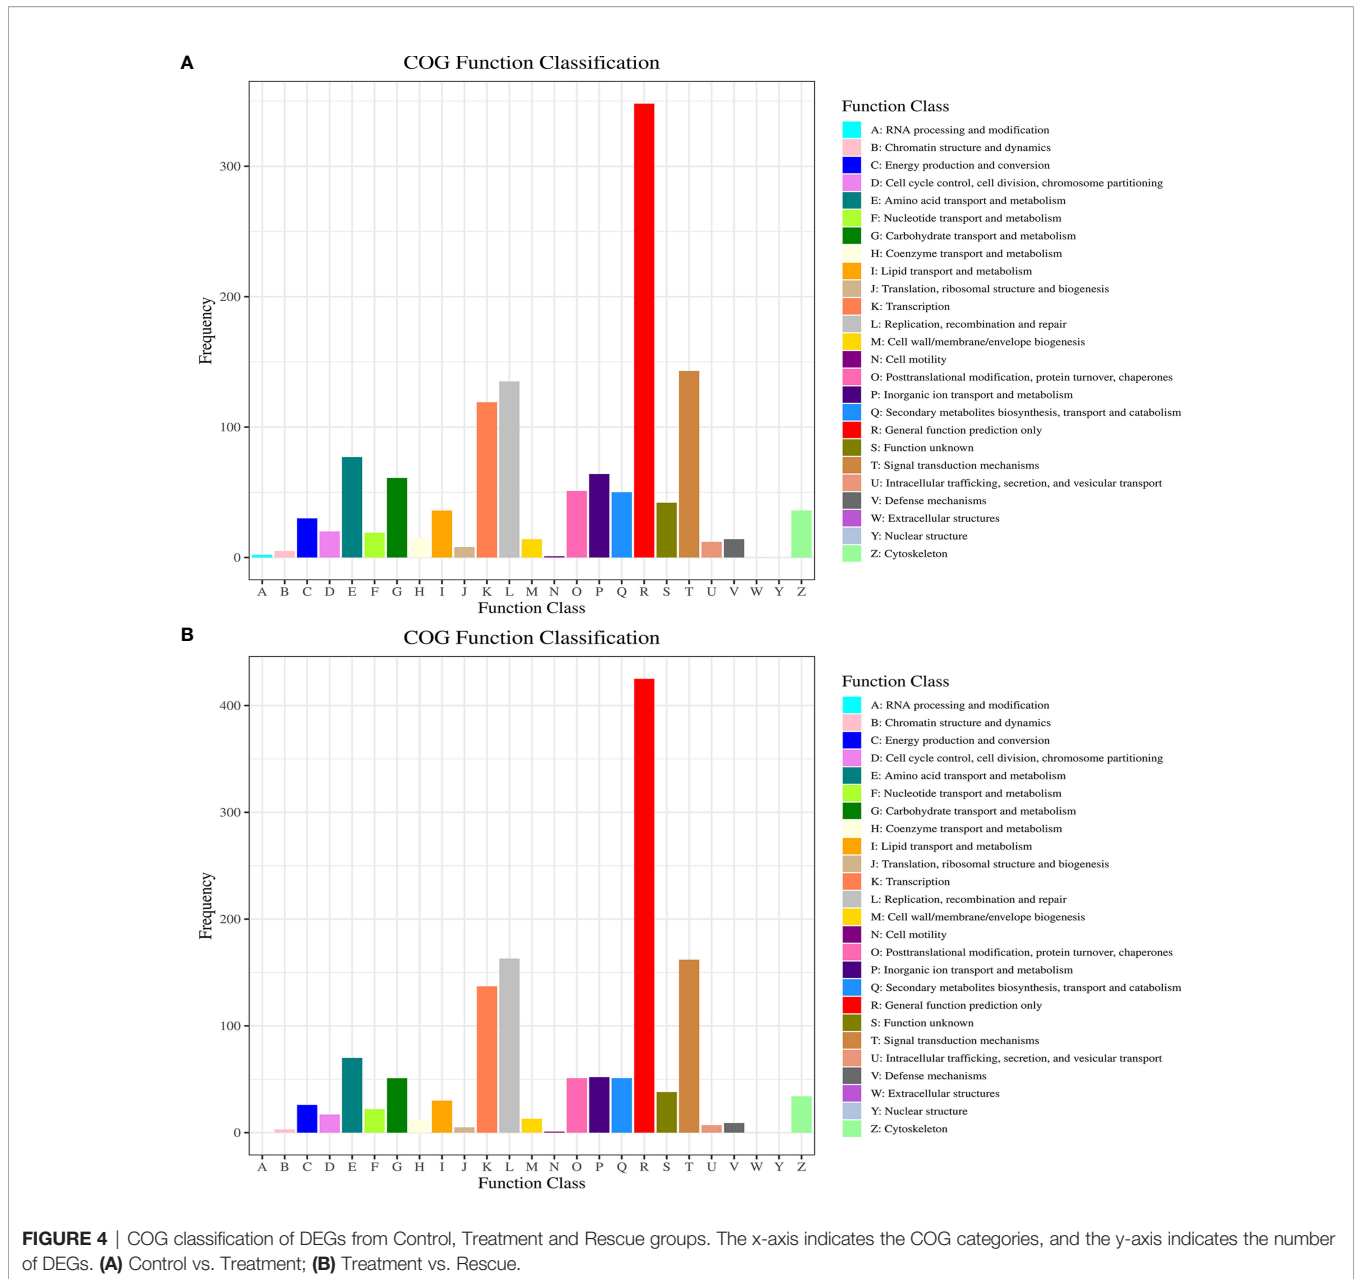 A
COG Function Classification
300
200
100
0
Frequency
A B C D E F G H I J K L M N O P Q R S T U V W Y Z
Function Class
Function Class
A: RNA processing and modification
B: Chromatin structure and dynamics
C: Energy production and conversion
D: Cell cycle control, cell division, chromosome partitioning
E: Amino acid transport and metabolism
F: Nucleotide transport and metabolism
G: Carbohydrate transport and metabolism
H: Coenzyme transport and metabolism
I: Lipid transport and metabolism
J: Translation, ribosomal structure and biogenesis
K: Transcription
L: Replication, recombination and repair
M: Cell wall/membrane/envelope biogenesis
N: Cell motility
O: Posttranslational modification, protein turnover, chaperones
P: Inorganic ion transport and metabolism
Q: Secondary metabolites biosynthesis, transport and catabolism
R: General function prediction only
S: Function unknown
T: Signal transduction mechanisms
U: Intracellular trafficking, secretion, and vesicular transport
V: Defense mechanisms
W: Extracellular structures
Y: Nuclear structure
Z: Cytoskeleton
B
COG Function Classification
400
300
200
100
0
Frequency
A B C D E F G H I J K L M N O P Q R S T U V W Y Z
Function Class
Function Class
A: RNA processing and modification
B: Chromatin structure and dynamics
C: Energy production and conversion
D: Cell cycle control, cell division, chromosome partitioning
E: Amino acid transport and metabolism
F: Nucleotide transport and metabolism
G: Carbohydrate transport and metabolism
H: Coenzyme transport and metabolism
I: Lipid transport and metabolism
J: Translation, ribosomal structure and biogenesis
K: Transcription
L: Replication, recombination and repair
M: Cell wall/membrane/envelope biogenesis
N: Cell motility
O: Posttranslational modification, protein turnover, chaperones
P: Inorganic ion transport and metabolism
Q: Secondary metabolites biosynthesis, transport and catabolism
R: General function prediction only
S: Function unknown
T: Signal transduction mechanisms
U: Intracellular trafficking, secretion, and vesicular transport
V: Defense mechanisms
W: Extracellular structures
Y: Nuclear structure
Z: Cytoskeleton
FIGURE 4 | COG classification of DEGs from Control, Treatment and Rescue groups. The x-axis indicates the COG categories, and the y-axis indicates the number
of DEGs. (A) Control vs. Treatment; (B) Treatment vs. Rescue.